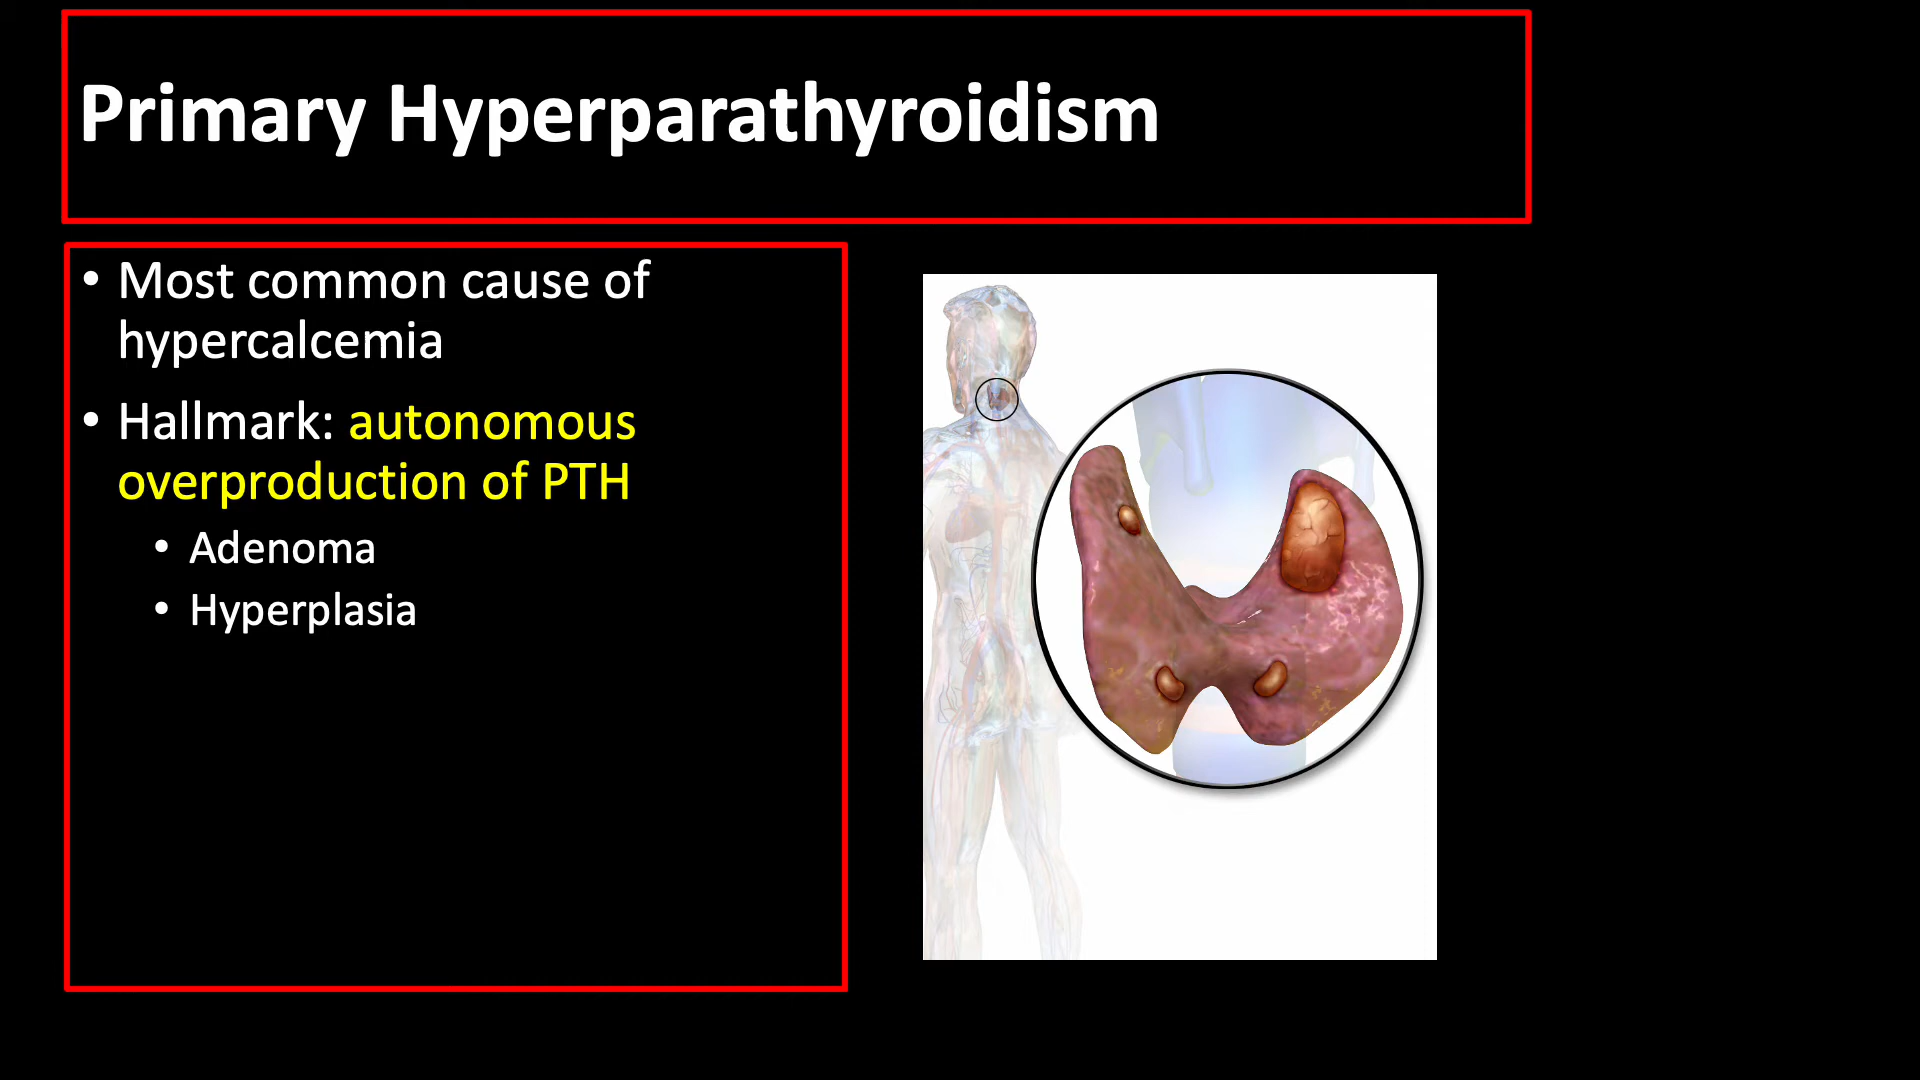 Primary Hyperparathyroidism
• Most common cause of
hypercalcemia
• Hallmark: autonomous
overproduction of PTH
• Adenoma
• Hyperplasia